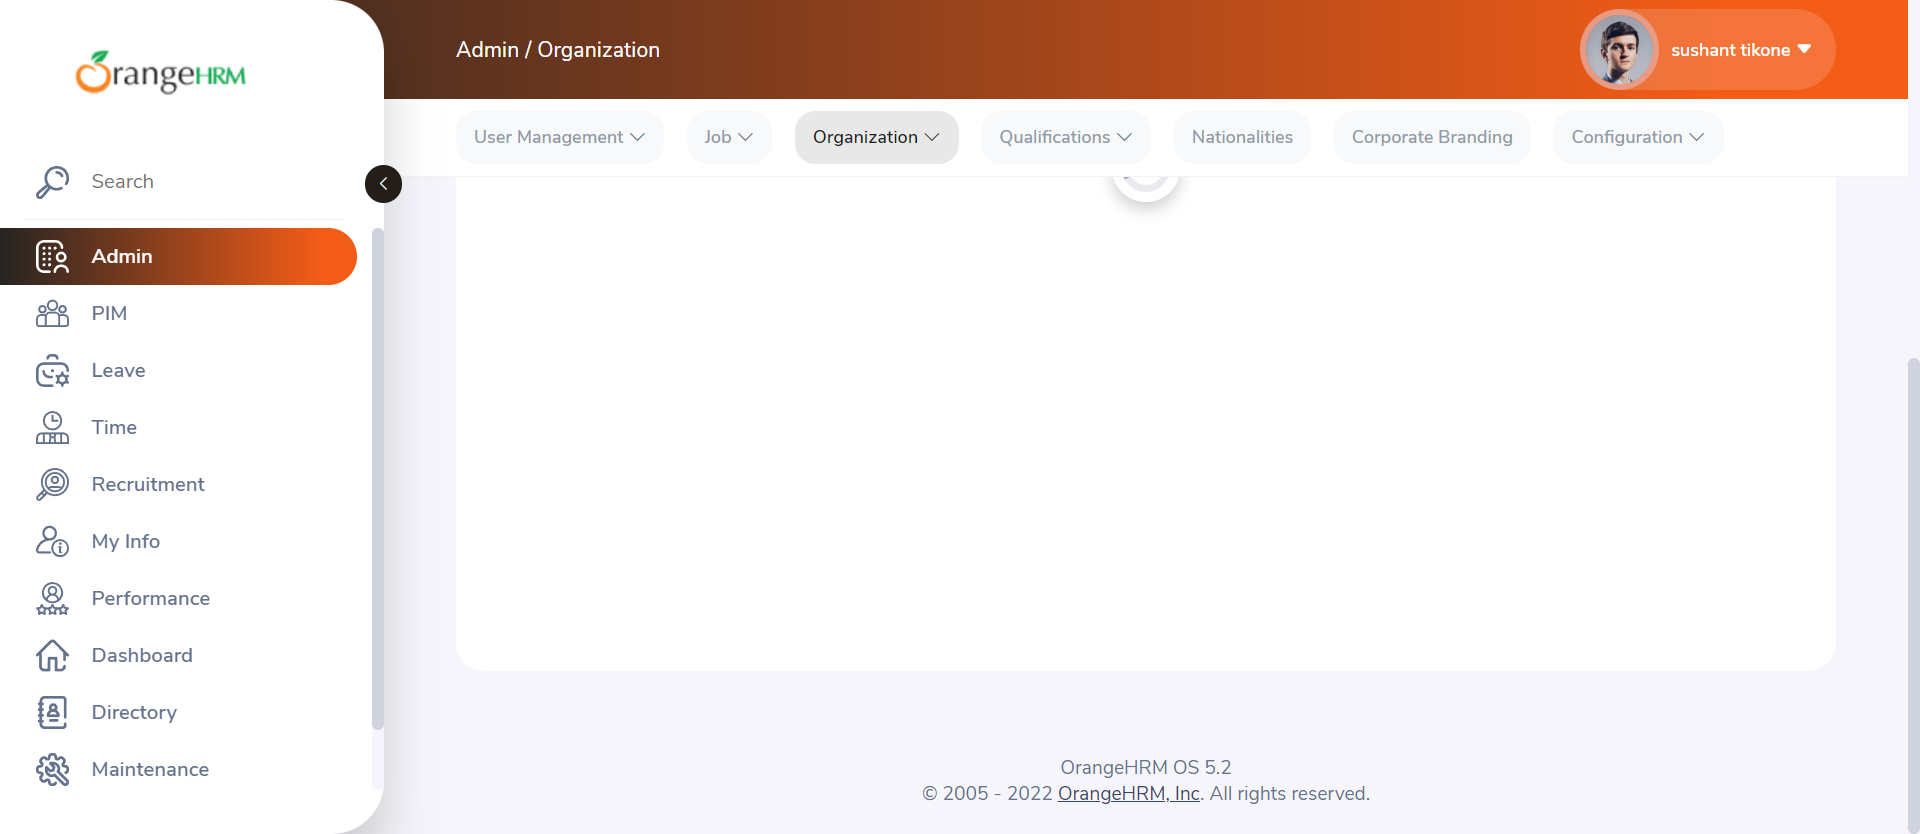 OrangeHRM
Search
Admin
PIM
Leave
Time
Recruitment
My Info
Performance
Dashboard
Directory
Maintenance
Admin / Organization
sushant tikone
User Management
Job
Organization
Qualifications
Nationalities
Corporate Branding
Configuration
OrangeHRM OS 5.2
© 2005 - 2022 OrangeHRM, Inc. All rights reserved.